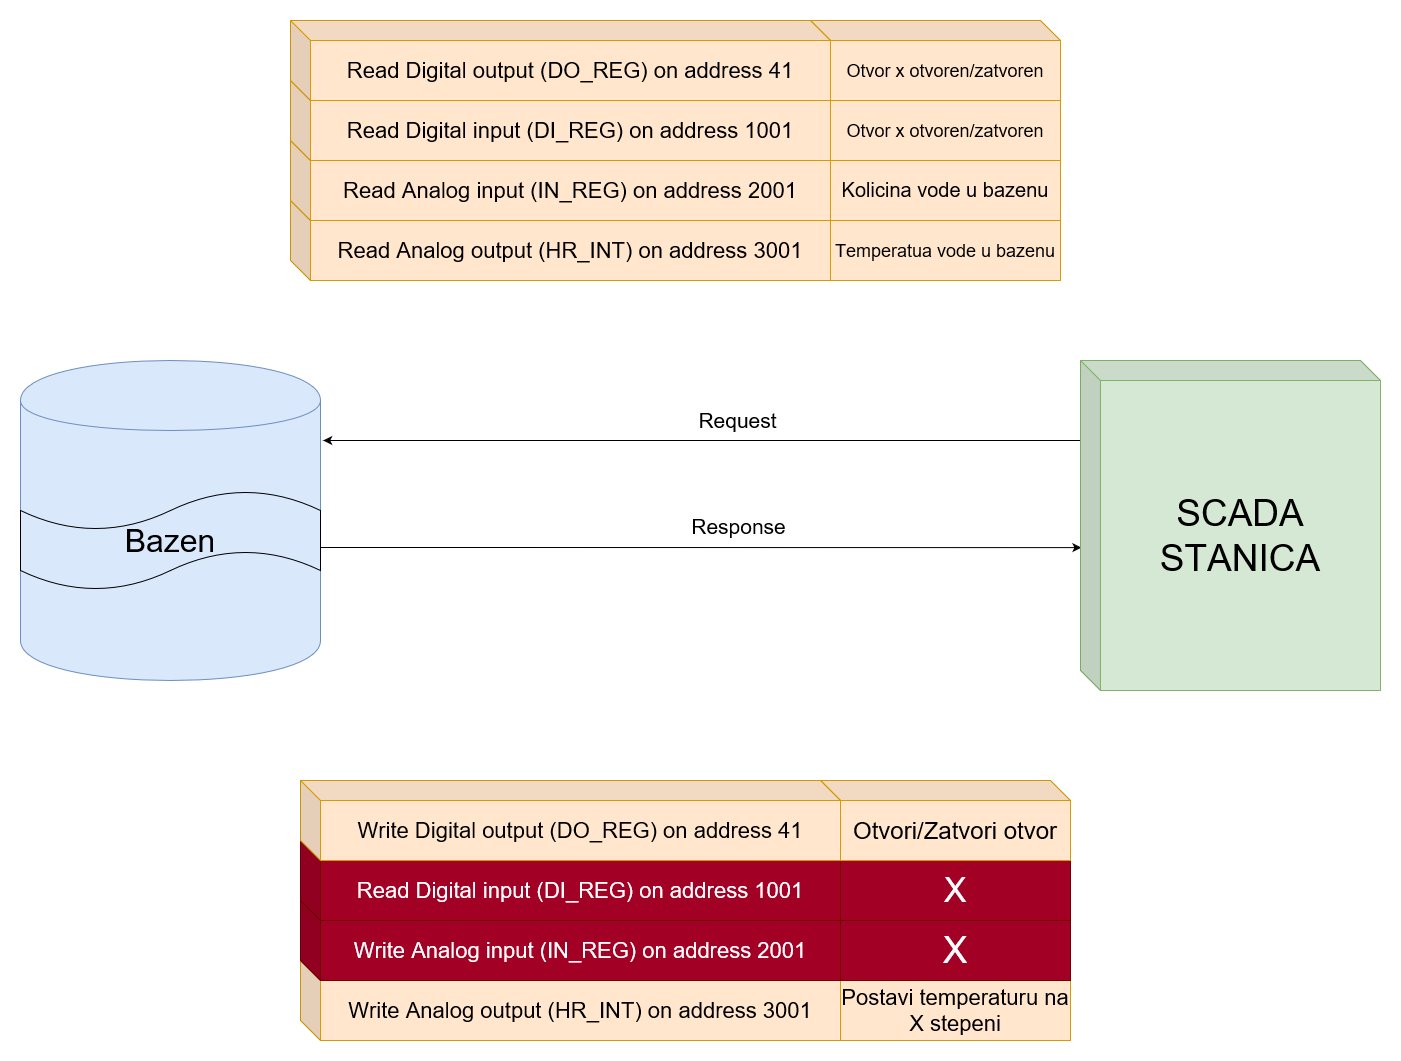 Read Digital output (DO_REG) on address 41
Otvor x otvoren/zatvoren
Read Digital input (DI_REG) on address 1001
Otvor x otvoren/zatvoren
Read Analog input (IN_REG) on address 2001
Kolicina vode u bazenu
Read Analog output (HR_INT) on address 3001
Temperatua vode u bazenu
Request
Bazen
Response
SCADA
STANICA
Write Digital output (DO_REG) on address 41
Otvori/Zatvori otvor
Read Digital input (DI_REG) on address 1001
X
Write Analog input (IN_REG) on address 2001
X
Write Analog output (HR_INT) on address 3001
Postavi temperaturu na
X stepeni